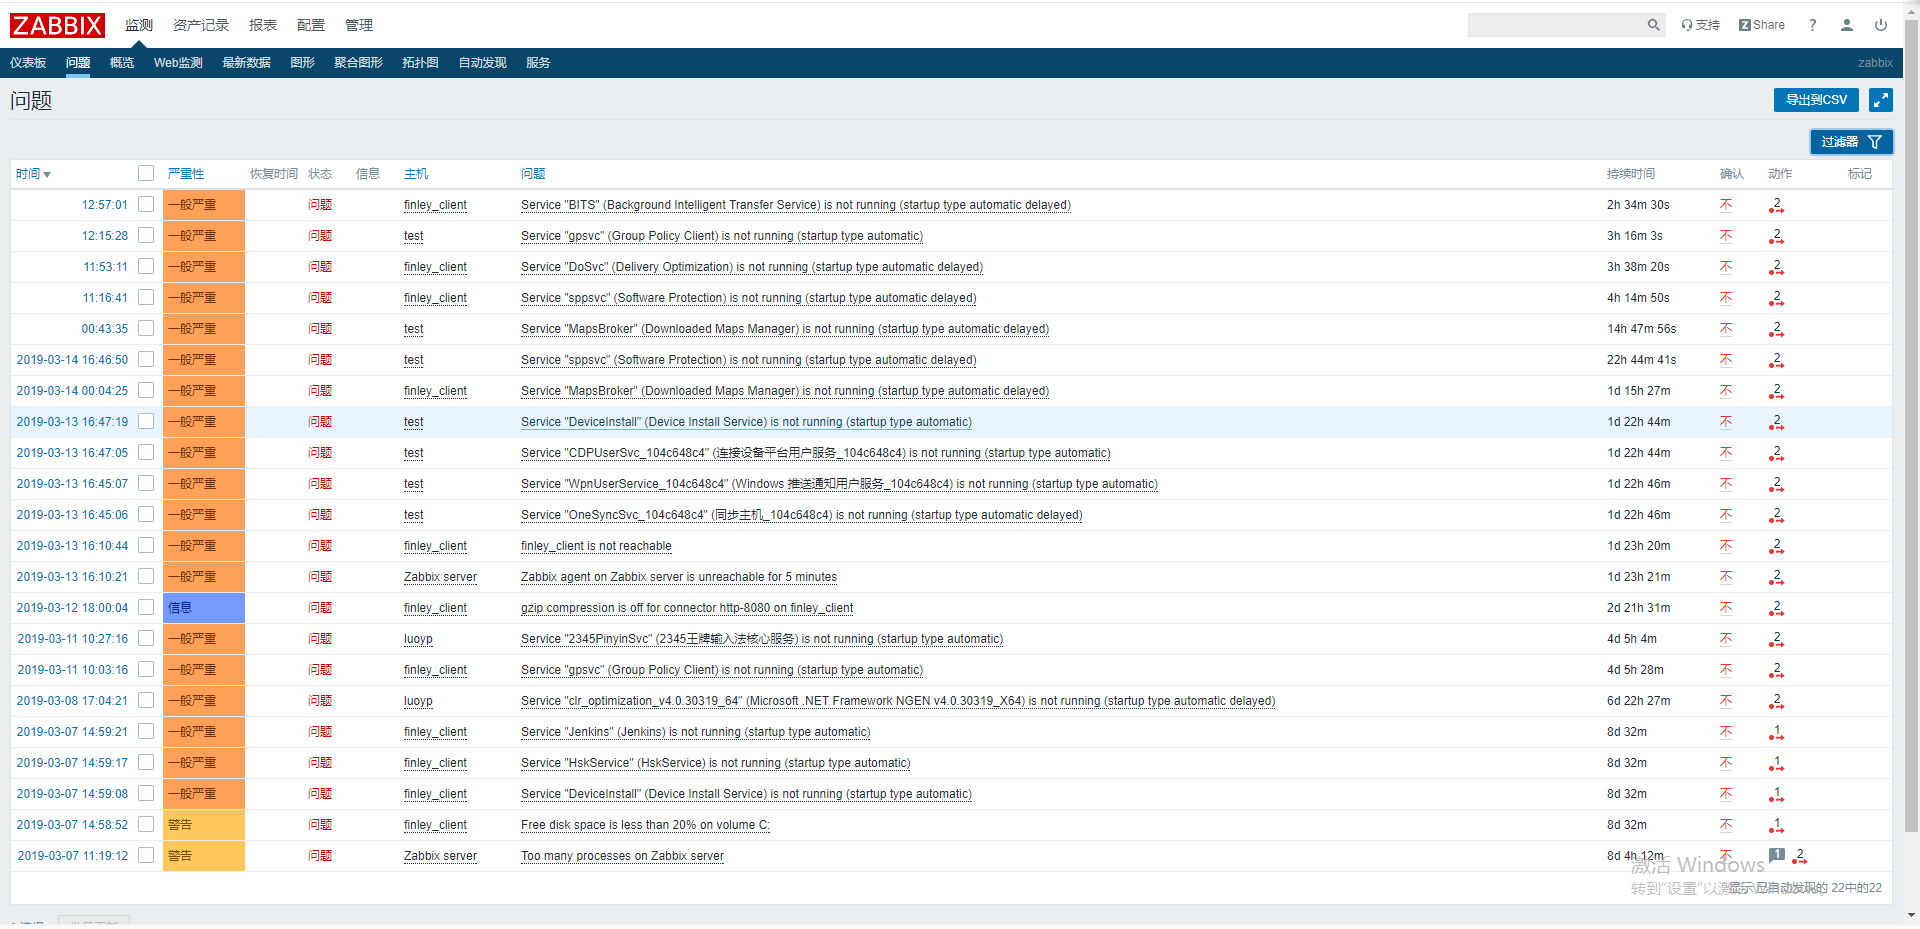 ZABBIX 监测 资产记录 报表 配置 管理 支持 Z Share ?
仪表板 问题 概览 Web监测 最新数据 图形 聚合图形 拓扑图 自动发现 服务 zabbix
问题 导出到CSV
过滤器
时间 严重性 恢复时间 状态 信息 主机 问题 持续时间 确认 动作 标记
12:57:01 一般严重 问题 finley_client Service "BITS" (Background Intelligent Transfer Service) is not running (startup type automatic delayed) 2h 34m 30s 不 2
12:15:28 一般严重 问题 test Service "gpsvc" (Group Policy Client) is not running (startup type automatic) 3h 16m 3s 不 2
11:53:11 一般严重 问题 finley_client Service "DoSvc" (Delivery Optimization) is not running (startup type automatic delayed) 3h 38m 20s 不 2
11:16:41 一般严重 问题 finley_client Service "sppsvc" (Software Protection) is not running (startup type automatic delayed) 4h 14m 50s 不 2
00:43:35 一般严重 问题 test Service "MapsBroker" (Downloaded Maps Manager) is not running (startup type automatic delayed) 14h 47m 56s 不 2
2019-03-14 16:46:50 一般严重 问题 test Service "sppsvc" (Software Protection) is not running (startup type automatic delayed) 22h 44m 41s 不 2
2019-03-14 00:04:25 一般严重 问题 finley_client Service "MapsBroker" (Downloaded Maps Manager) is not running (startup type automatic delayed) 1d 15h 27m 不 2
2019-03-13 16:47:19 一般严重 问题 test Service "DeviceInstall" (Device Install Service) is not running (startup type automatic) 1d 22h 44m 不 2
2019-03-13 16:47:05 一般严重 问题 test Service "CDPUserSvc_104c648c4" (连接设备平台用户服务_104c648c4) is not running (startup type automatic) 1d 22h 44m 不 2
2019-03-13 16:45:07 一般严重 问题 test Service "WpnUserService_104c648c4" (Windows 推送通知用户服务_104c648c4) is not running (startup type automatic) 1d 22h 46m 不 2
2019-03-13 16:45:06 一般严重 问题 test Service "OneSyncSvc_104c648c4" (同步主机_104c648c4) is not running (startup type automatic delayed) 1d 22h 46m 不 2
2019-03-13 16:10:44 一般严重 问题 finley_client finley_client is not reachable 1d 23h 20m 不 2
2019-03-13 16:10:21 一般严重 问题 Zabbix server Zabbix agent on Zabbix server is unreachable for 5 minutes 1d 23h 21m 不 2
2019-03-12 18:00:04 信息 问题 finley_client gzip compression is off for connector http-8080 on finley_client 2d 21h 31m 不 2
2019-03-11 10:27:16 一般严重 问题 luoyp Service "2345PinyinSvc" (2345王牌输入法核心服务) is not running (startup type automatic) 4d 5h 4m 不 2
2019-03-11 10:03:16 一般严重 问题 finley_client Service "gpsvc" (Group Policy Client) is not running (startup type automatic) 4d 5h 28m 不 2
2019-03-08 17:04:21 一般严重 问题 luoyp Service "clr_optimization_v4.0.30319_64" (Microsoft .NET Framework NGEN v4.0.30319_X64) is not running (startup type automatic delayed) 6d 22h 27m 不 2
2019-03-07 14:59:21 一般严重 问题 finley_client Service "Jenkins" (Jenkins) is not running (startup type automatic) 8d 32m 不 1
2019-03-07 14:59:17 一般严重 问题 finley_client Service "HskService" (HskService) is not running (startup type automatic) 8d 32m 不 1
2019-03-07 14:59:08 一般严重 问题 finley_client Service "DeviceInstall" (Device Install Service) is not running (startup type automatic) 8d 32m 不 1
2019-03-07 14:58:52 警告 问题 finley_client Free disk space is less than 20% on volume C: 8d 32m 不 1
2019-03-07 11:19:12 警告 问题 Zabbix server Too many processes on Zabbix server 8d 4h 12m 不 1 2
激活 Windows
转到"设置"以激活 Windows。
显示 已自动发现的 22中的22